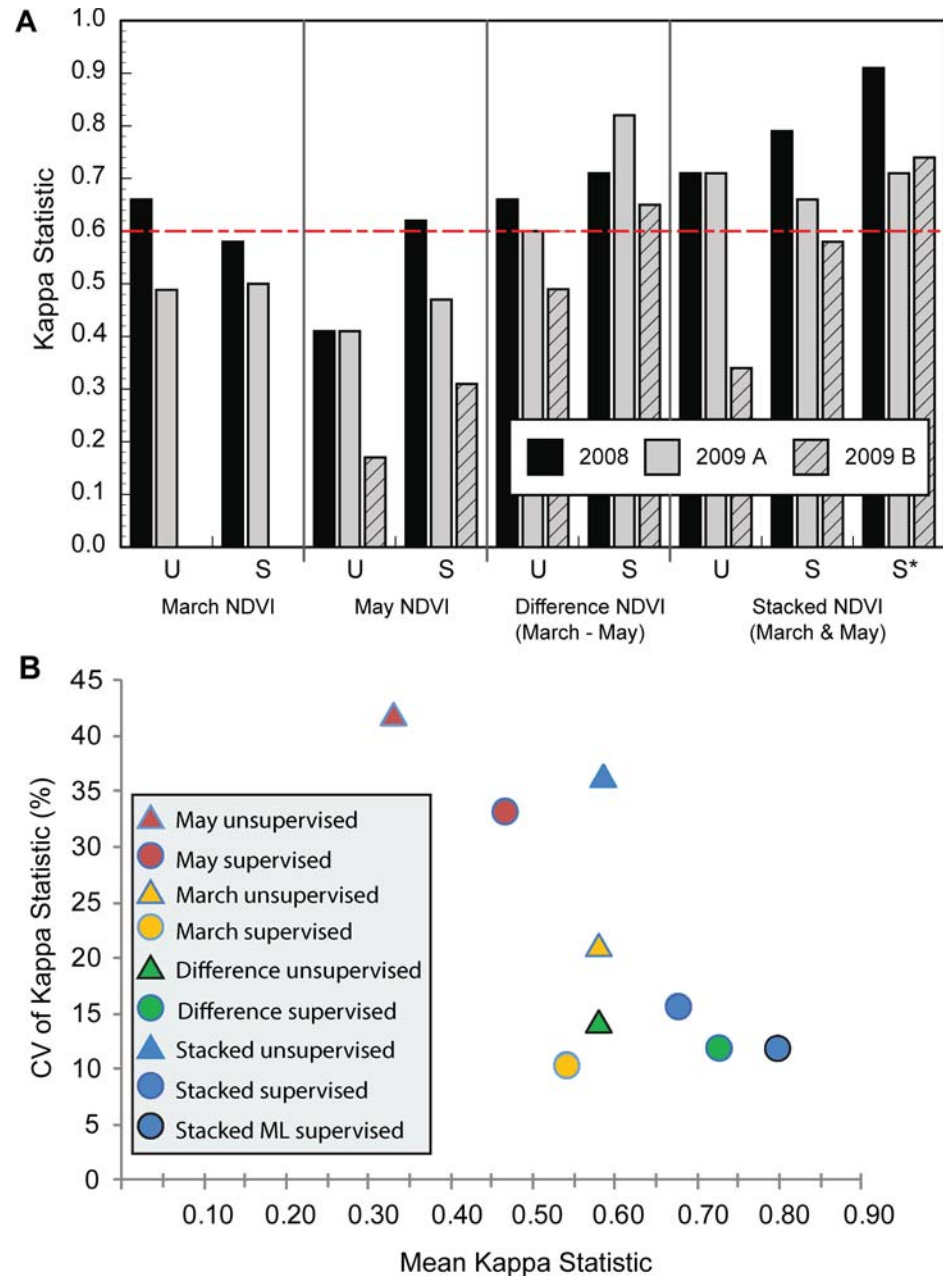 A
Kappa Statistic
1.0
0.9
0.8
0.7
0.6
0.5
0.4
0.3
0.2
0.1
0.0
2008 2009 A 2009 B
U S U S U S U S S*
March NDVI May NDVI Difference NDVI Stacked NDVI
(March - May) (March & May)
B
CV of Kappa Statistic (%)
45
40
35
30
25
20
15
10
5
0
May unsupervised
May supervised
March unsupervised
March supervised
Difference unsupervised
Difference supervised
Stacked unsupervised
Stacked supervised
Stacked ML supervised
0.10 0.20 0.30 0.40 0.50 0.60 0.70 0.80 0.90
Mean Kappa Statistic